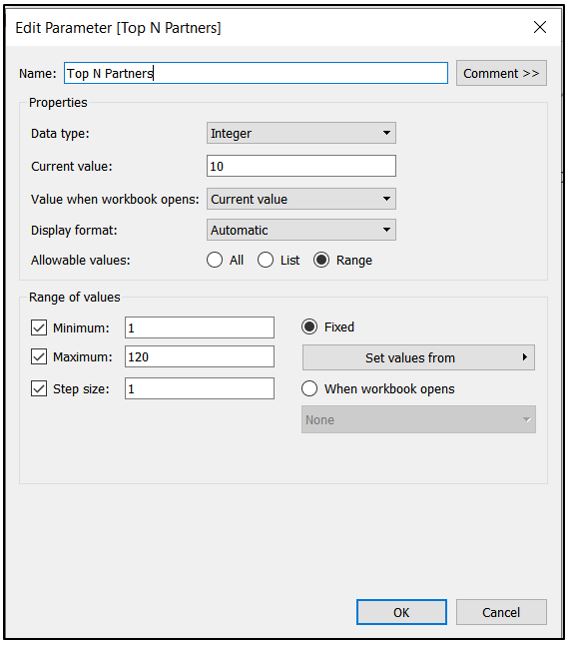 Edit Parameter [Top N Partners]
Name: Top N Partners Comment >>
Properties
Data type: Integer
Current value: 10
Value when workbook opens: Current value
Display format: Automatic
Allowable values: All List Range
Range of values
Minimum: 1 Fixed
Maximum: 120 Set values from
Step size: 1 When workbook opens
None
OK Cancel